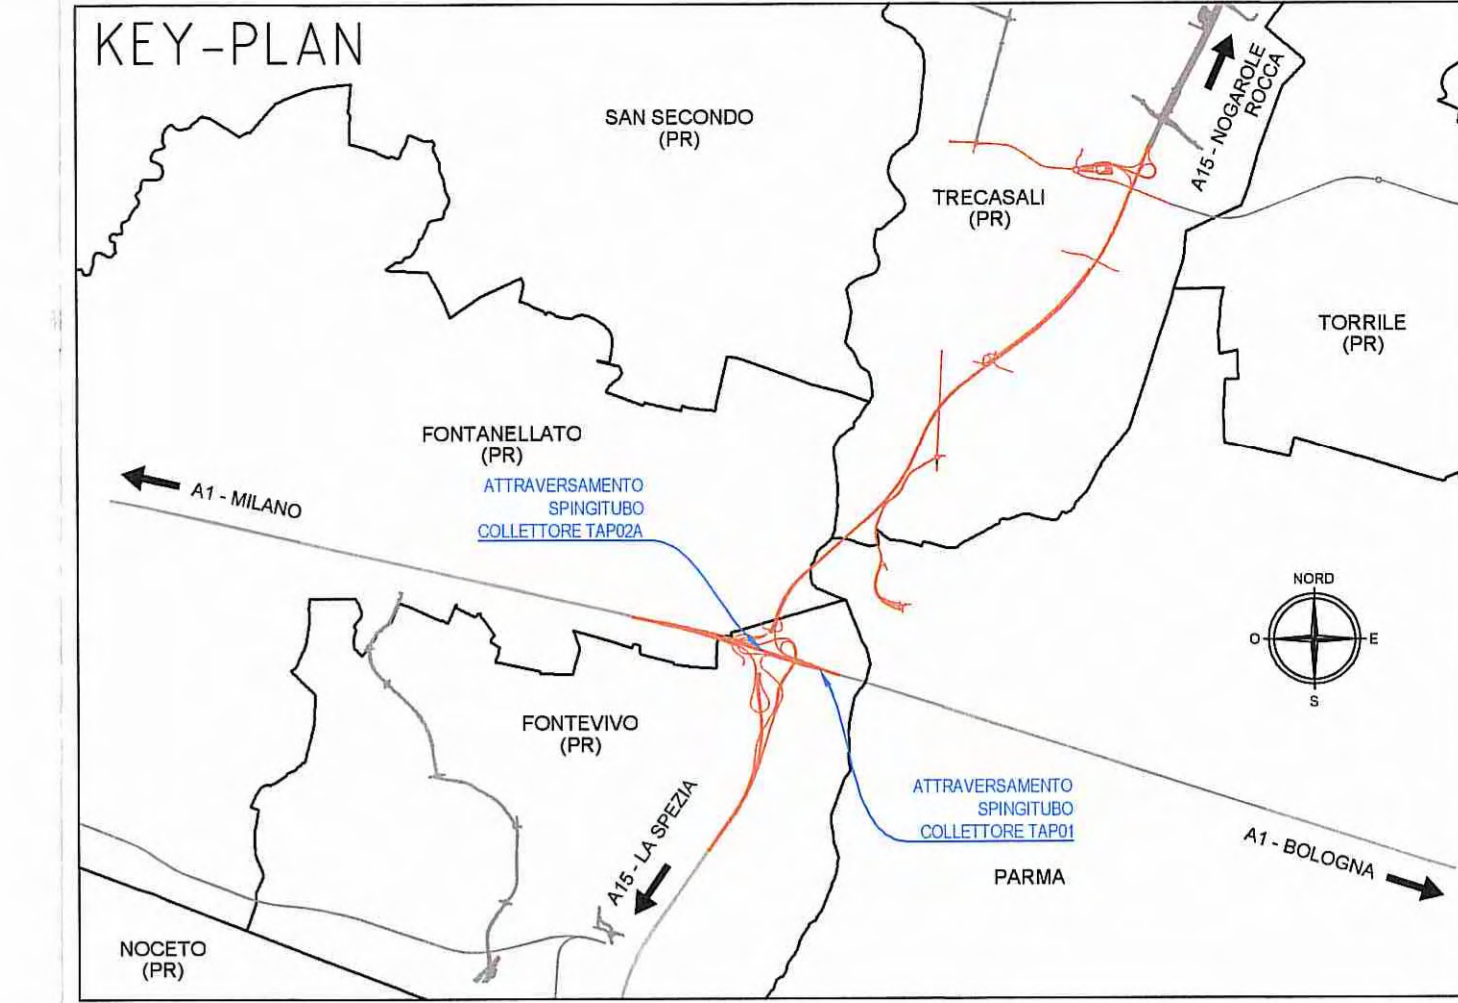 KEY-PLAN
SAN SECONDO
(PR)
A15 - NOGAROLE
ROCCA
TRECASALI
(PR)
TORRILE
(PR)
FONTANELLATO
(PR)
A1 - MILANO
ATTRAVERSAMENTO
SPINGITUBO
COLLETTORE TAP02A
NORD
O
E
S
FONTEVIVO
(PR)
ATTRAVERSAMENTO
SPINGITUBO
COLLETTORE TAP01
A15 - LA SPEZIA
A1 - BOLOGNA
PARMA
NOCETO
(PR)